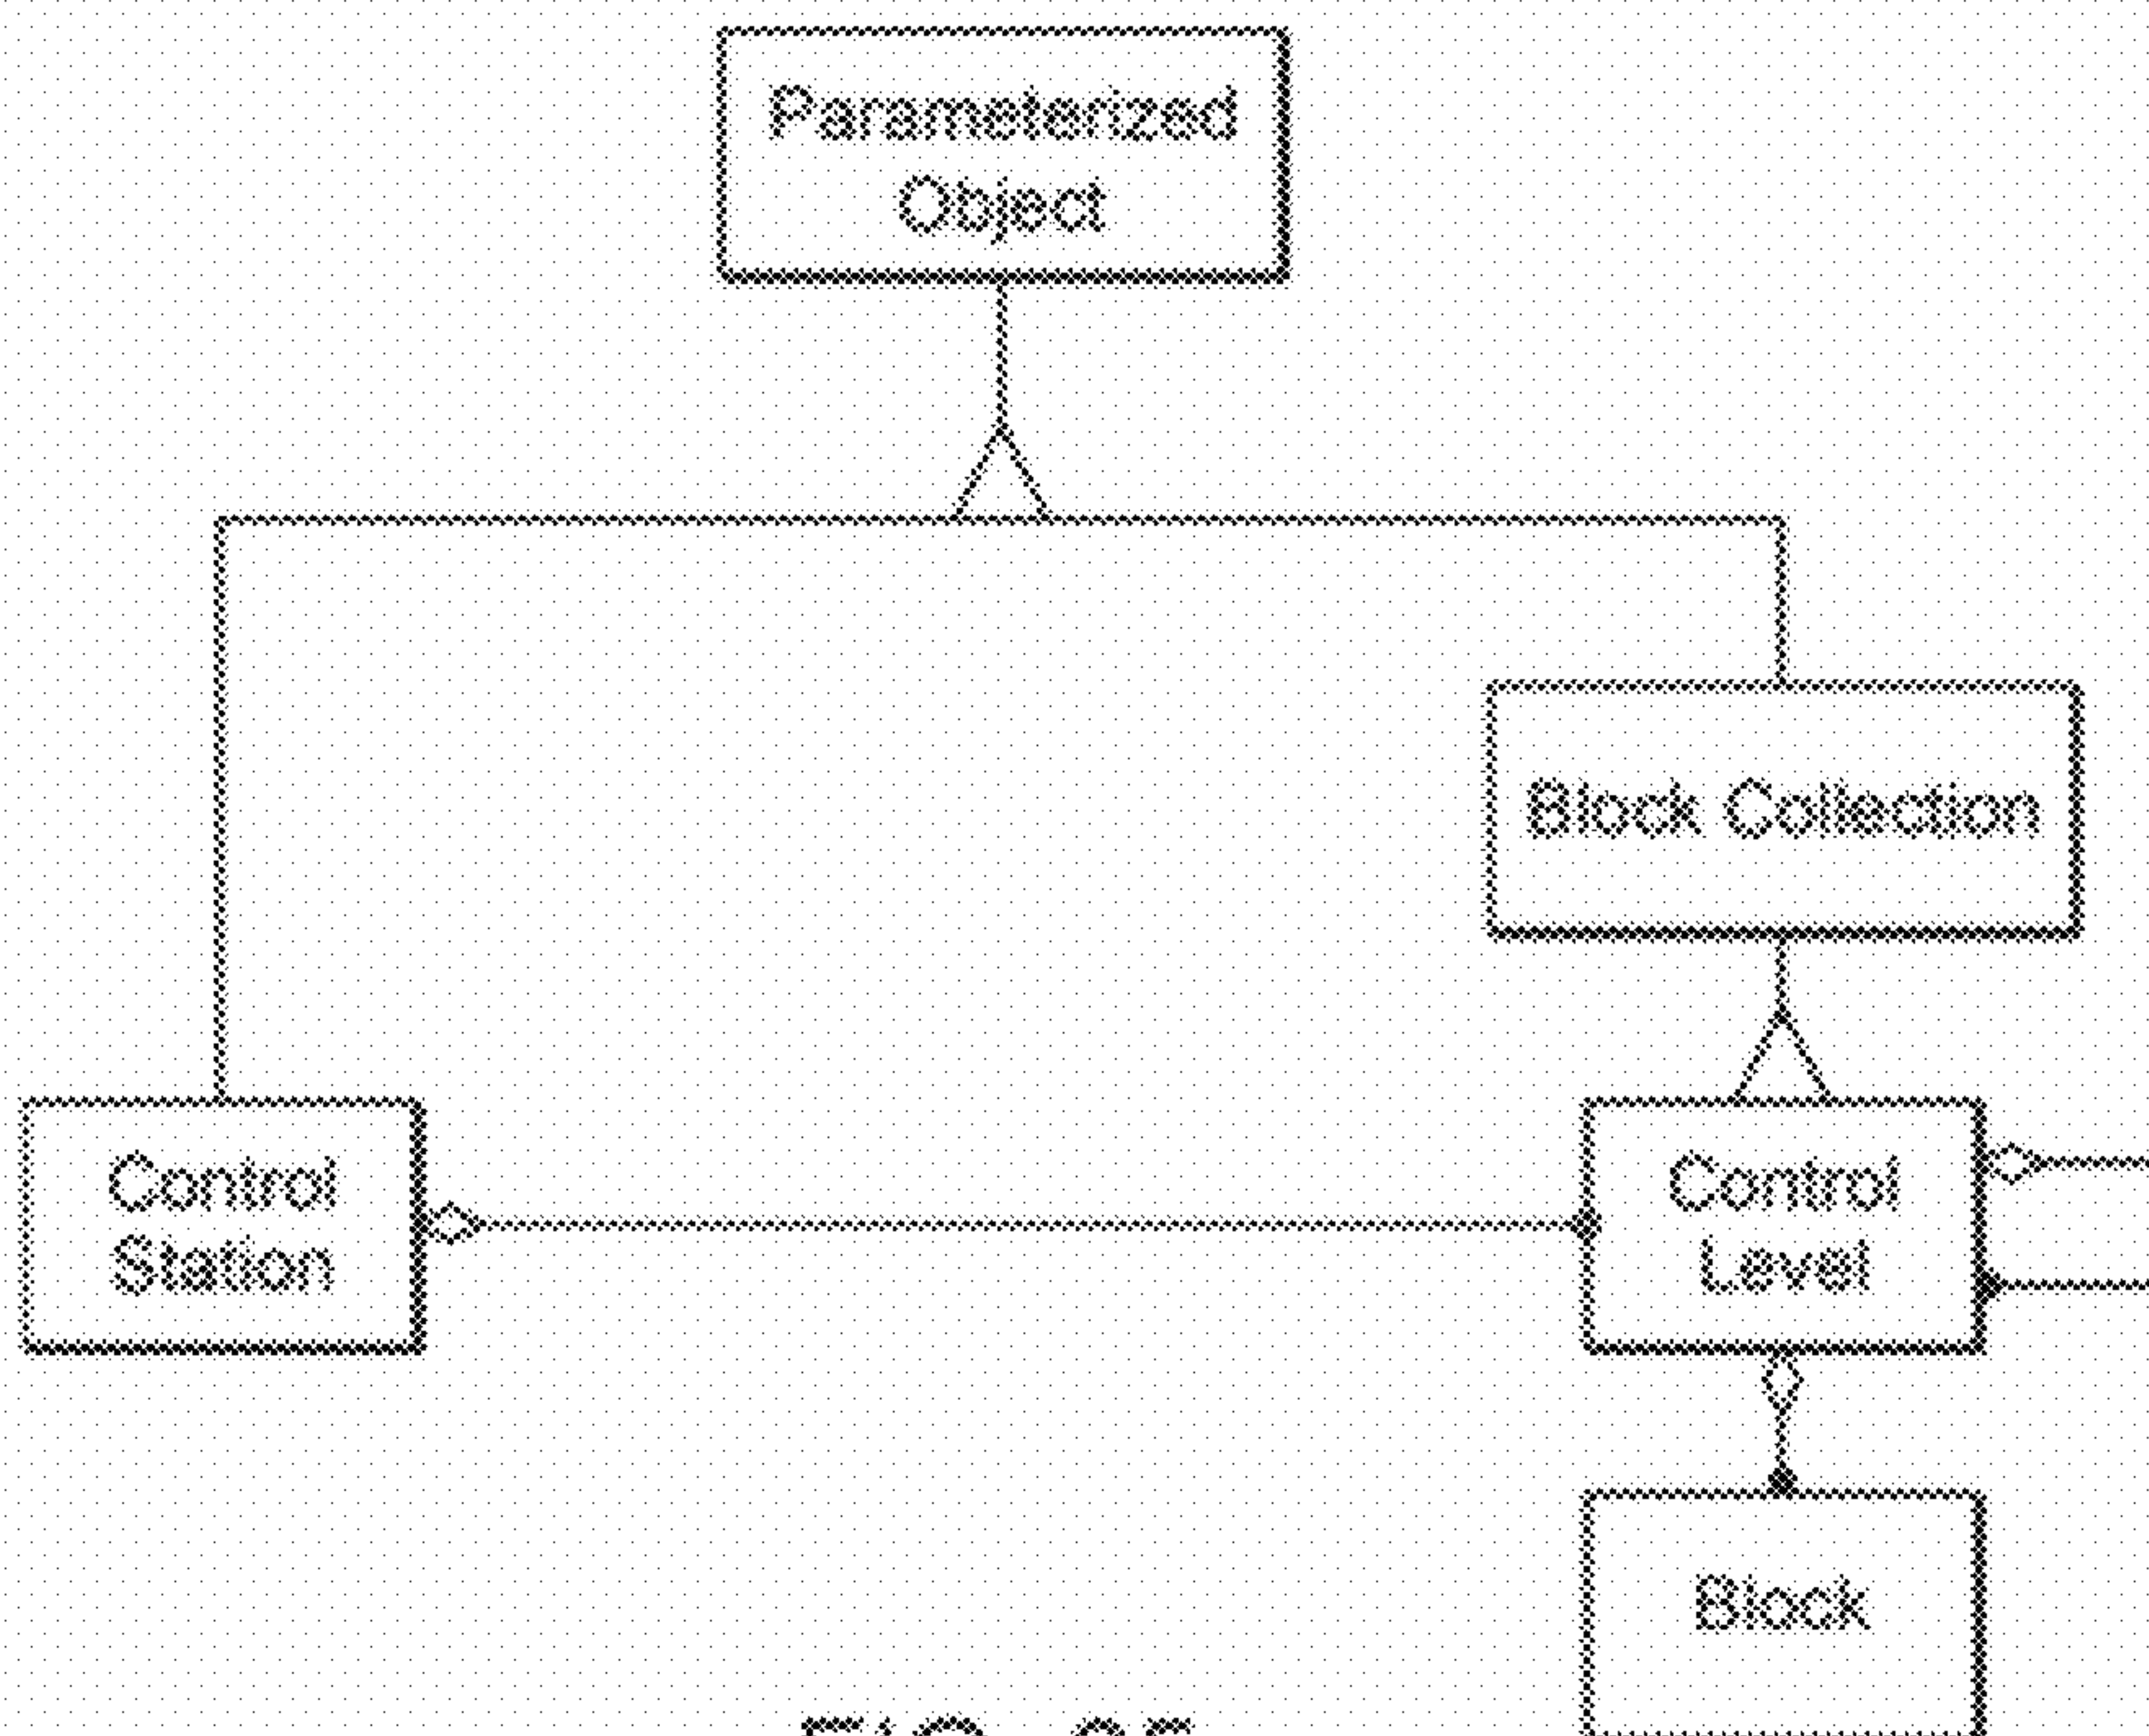 Parameterized
Object
Block Collection
Control
Station
Control
Level
Block